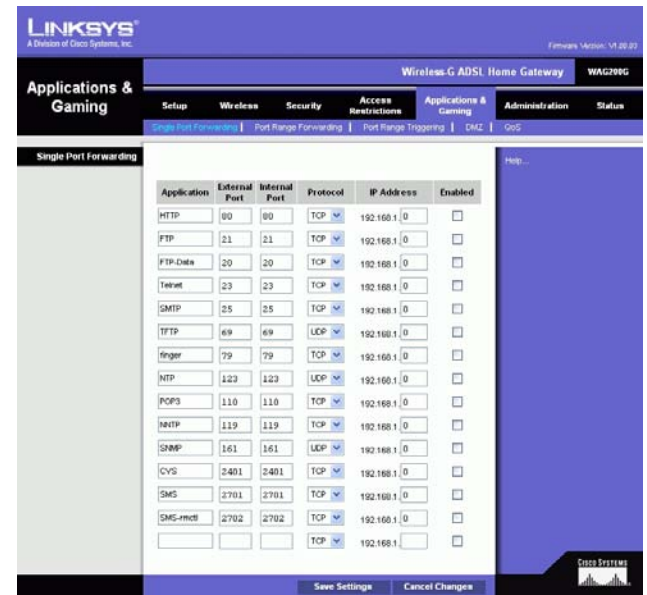 LINKSYS®
A Division of Cisco Systems, Inc.
Firmware Version: V1.00.03
Wireless-G ADSL Home Gateway WAG200G
Applications & Gaming
Setup Wireless Security Access Restrictions Applications & Gaming Administration Status
Single Port Forwarding | Port Range Forwarding | Port Range Triggering | DMZ | QoS
Single Port Forwarding
Help...
Application External Port Internal Port Protocol IP Address Enabled
HTTP 80 80 TCP 192.168.1. 0
FTP 21 21 TCP 192.168.1. 0
FTP-Data 20 20 TCP 192.168.1. 0
Telnet 23 23 TCP 192.168.1. 0
SMTP 25 25 TCP 192.168.1. 0
TFTP 69 69 UDP 192.168.1. 0
finger 79 79 TCP 192.168.1. 0
NTP 123 123 UDP 192.168.1. 0
POP3 110 110 TCP 192.168.1. 0
NNTP 119 119 TCP 192.168.1. 0
SNMP 161 161 UDP 192.168.1. 0
CVS 2401 2401 TCP 192.168.1. 0
SMS 2701 2701 TCP 192.168.1. 0
SMS-rmctl 2702 2702 TCP 192.168.1. 0
TCP 192.168.1.
Save Settings Cancel Changes
CISCO SYSTEMS